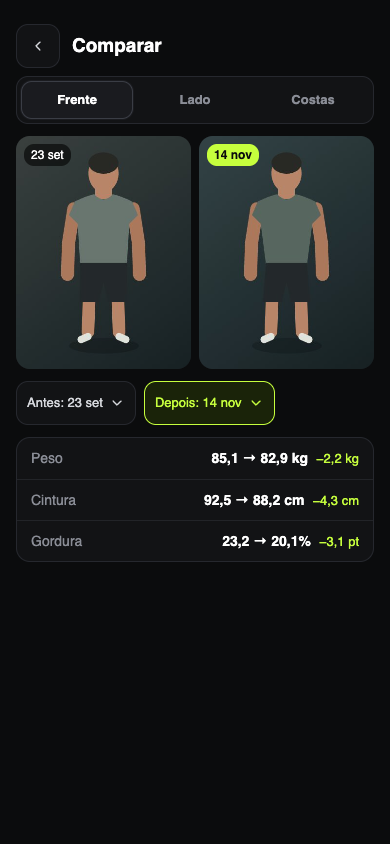 Comparar
Frente Lado Costas
23 set 14 nov
Antes: 23 set Depois: 14 nov
Peso 85,1 → 82,9 kg −2,2 kg
Cintura 92,5 → 88,2 cm −4,3 cm
Gordura 23,2 → 20,1% −3,1 pt